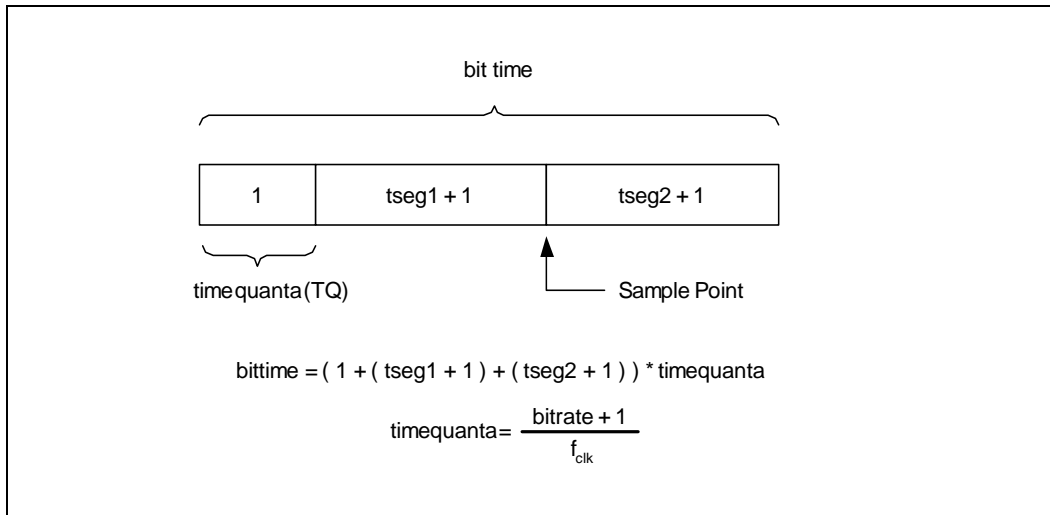 bit time
1 tseg1 + 1 tseg2 + 1
timequanta(TQ) Sample Point
bittime = ( 1 + ( tseg1 + 1 ) + ( tseg2 + 1 ) ) * timequanta
timequanta= bitrate + 1
fclk